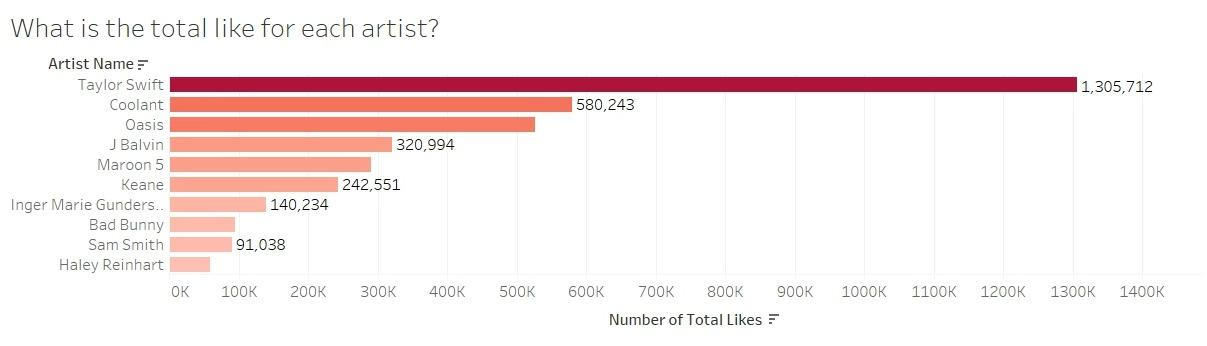 What is the total like for each artist?
Artist Name
Taylor Swift 1,305,712
Coolant 580,243
Oasis
J Balvin 320,994
Maroon 5
Keane 242,551
Inger Marie Gunders.. 140,234
Bad Bunny
Sam Smith 91,038
Haley Reinhart
0K 100K 200K 300K 400K 500K 600K 700K 800K 900K 1000K 1100K 1200K 1300K 1400K
Number of Total Likes